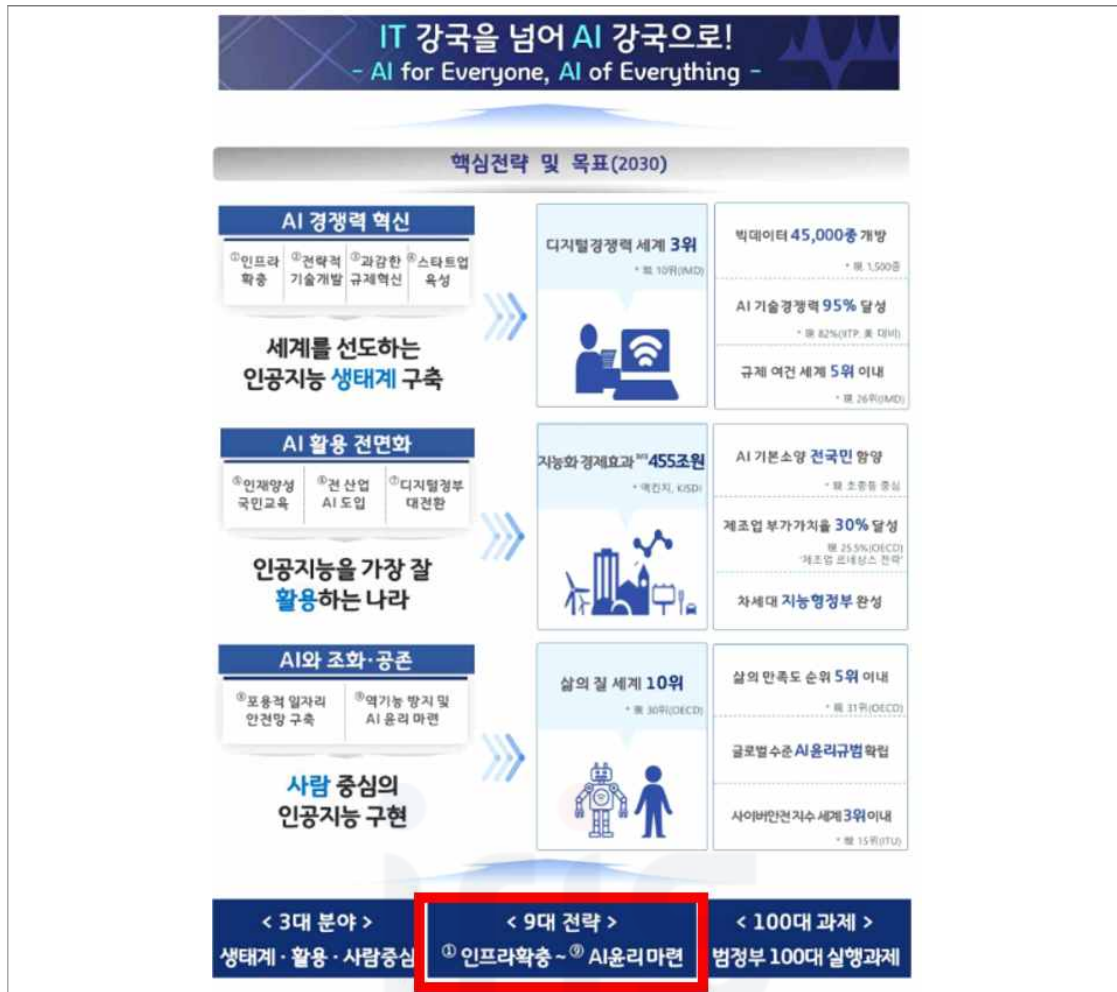 IT 강국을 넘어 AI 강국으로!
- AI for Everyone, AI of Everything -
핵심전략 및 목표(2030)
AI 경쟁력 혁신
①인프라 확충
②전략적 기술개발
③과감한 규제혁신
④스타트업 육성
세계를 선도하는
인공지능 생태계 구축
디지털경쟁력 세계 3위
* 現 10위(IMD)
빅데이터 45,000종 개방
* 現 1,500종
AI 기술경쟁력 95% 달성
* 現 82%(IITP, 美 대비)
규제 여건 세계 5위 이내
* 現 26위(IMD)
AI 활용 전면화
⑤인재양성 국민교육
⑥전 산업 AI 도입
⑦디지털정부 대전환
인공지능을 가장 잘
활용하는 나라
지능화 경제효과 455조원
* 맥킨지, KISDI
AI 기본소양 전국민 함양
* 現 초중등 중심
제조업 부가가치율 30% 달성
現 25.5%(OECD)
'제조업 르네상스 전략'
차세대 지능형정부 완성
AI와 조화·공존
⑧포용적 일자리 안전망 구축
⑨역기능 방지 및 AI 윤리 마련
사람 중심의
인공지능 구현
삶의 질 세계 10위
* 現 30위(OECD)
삶의 만족도 순위 5위 이내
* 現 31위(OECD)
글로벌 수준 AI윤리규범 확립
사이버안전지수 세계 3위 이내
* 現 15위(ITU)
< 3대 분야 >
생태계 · 활용 · 사람중심
< 9대 전략 >
① 인프라확충 ~ ⑨ AI윤리 마련
< 100대 과제 >
범정부 100대 실행과제